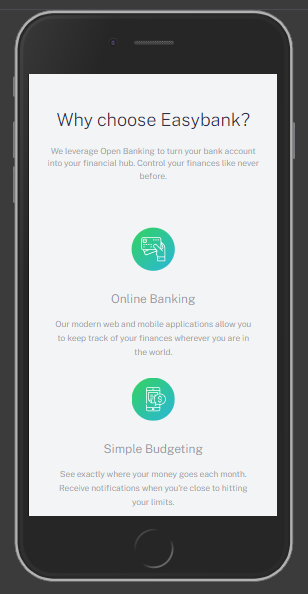 Why choose Easybank?
We leverage Open Banking to turn your bank account
into your financial hub. Control your finances like never
before.
Online Banking
Our modern web and mobile applications allow you
to keep track of your finances wherever you are in
the world.
Simple Budgeting
See exactly where your money goes each month.
Receive notifications when you're close to hitting
your limits.